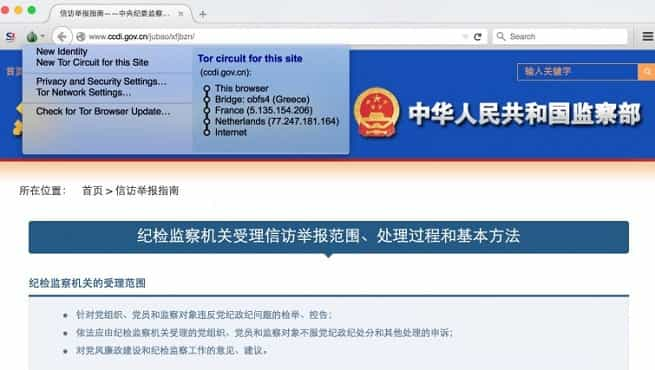 信访举报指南——中央纪委监察...
www.ccdi.gov.cn/jubao/xfjbzn/
Search
New Identity
New Tor Circuit for this Site
Privacy and Security Settings...
Tor Network Settings...
Check for Tor Browser Update...
Tor circuit for this site
(ccdi.gov.cn):
This browser
Bridge: obfs4 (Greece)
France (5.135.154.206)
Netherlands (77.247.181.164)
Internet
首页
输入关键字
中华人民共和国监察部
所在位置： 首页 > 信访举报指南
纪检监察机关受理信访举报范围、处理过程和基本方法
纪检监察机关的受理范围
针对党组织、党员和监察对象违反党纪政纪问题的检举、控告；
依法应由纪检监察机关受理的党组织、党员和监察对象不服党纪政纪处分和其他处理的申诉；
对党风廉政建设和纪检监察工作的意见、建议。